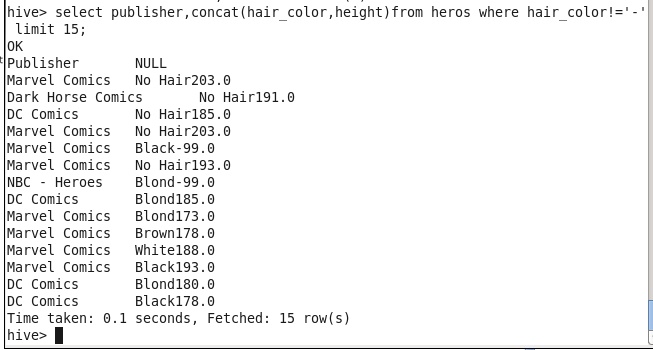 hive> select publisher,concat(hair_color,height)from heros where hair_color!='-'
 limit 15;
OK
Publisher       NULL
Marvel Comics   No Hair203.0
Dark Horse Comics       No Hair191.0
DC Comics       No Hair185.0
Marvel Comics   No Hair203.0
Marvel Comics   Black-99.0
Marvel Comics   No Hair193.0
NBC - Heroes    Blond-99.0
DC Comics       Blond185.0
Marvel Comics   Blond173.0
Marvel Comics   Brown178.0
Marvel Comics   White188.0
Marvel Comics   Black193.0
DC Comics       Blond180.0
DC Comics       Black178.0
Time taken: 0.1 seconds, Fetched: 15 row(s)
hive>